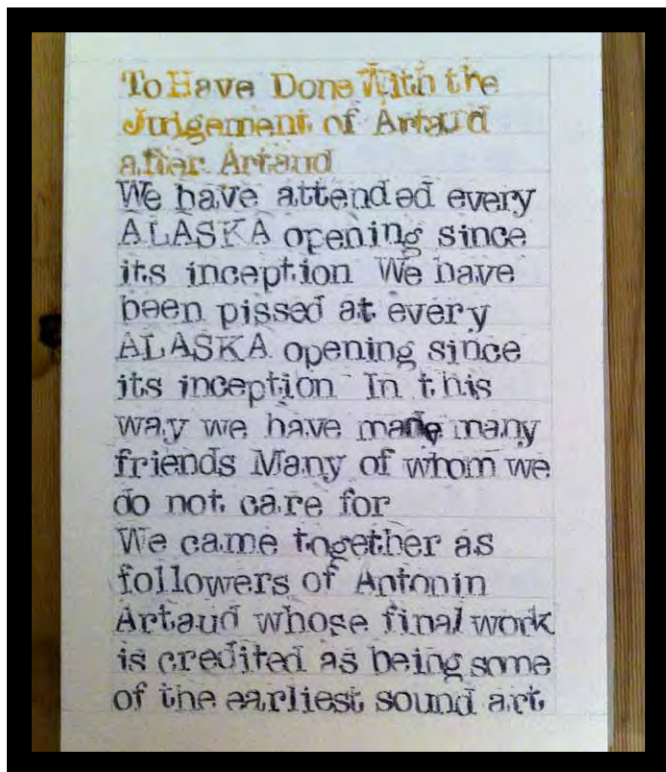 To Have Done With the
Judgement of Artaud
after Artaud
We have attended every
ALASKA opening since
its inception We have
been pissed at every
ALASKA opening since
its inception In this
way we have made many
friends Many of whom we
do not care for
We came together as
followers of Antonin
Artaud whose final work
is credited as being some
of the earliest sound art